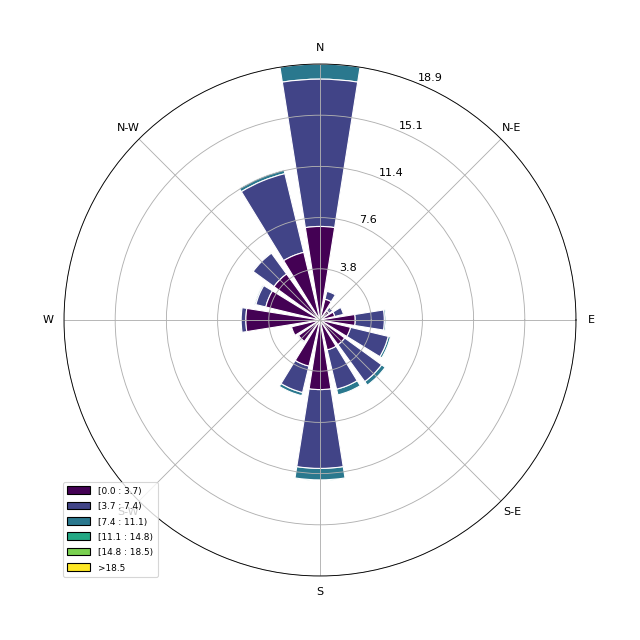 N
18.9
N-W
15.1
N-E
11.4
7.6
3.8
W
E
[0.0 : 3.7)
[3.7 : 7.4)
S-W
[7.4 : 11.1)
S-E
[11.1 : 14.8)
[14.8 : 18.5)
>18.5
S